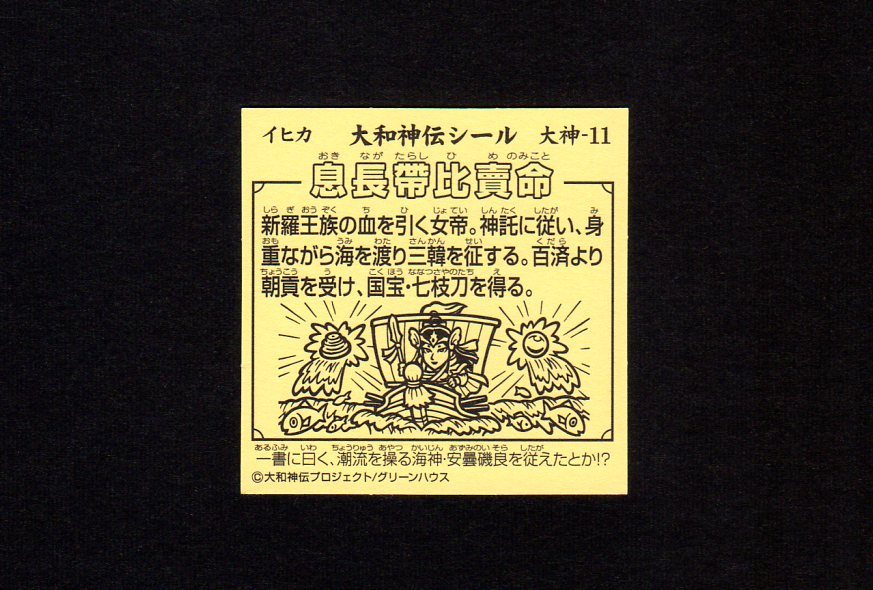 イヒカ 大和神伝シール 大神-11
おき なが たらし ひ め のみこと
息長帶比賣命
しらぎおうぞく ち ひ じょてい しんたく したが み
新羅王族の血を引く女帝。神託に従い、身
おも うみ わた さんかん せい くだら
重ながら海を渡り三韓を征する。百済より
ちょうこう う こくほう ななつさやのたち え
朝貢を受け、国宝・七枝刀を得る。
あるふみ いわ ちょうりゅう あやつ かいじん あずみのいそら したが
一書に曰く、潮流を操る海神・安曇磯良を従えたとか!?
©大和神伝プロジェクト/グリーンハウス